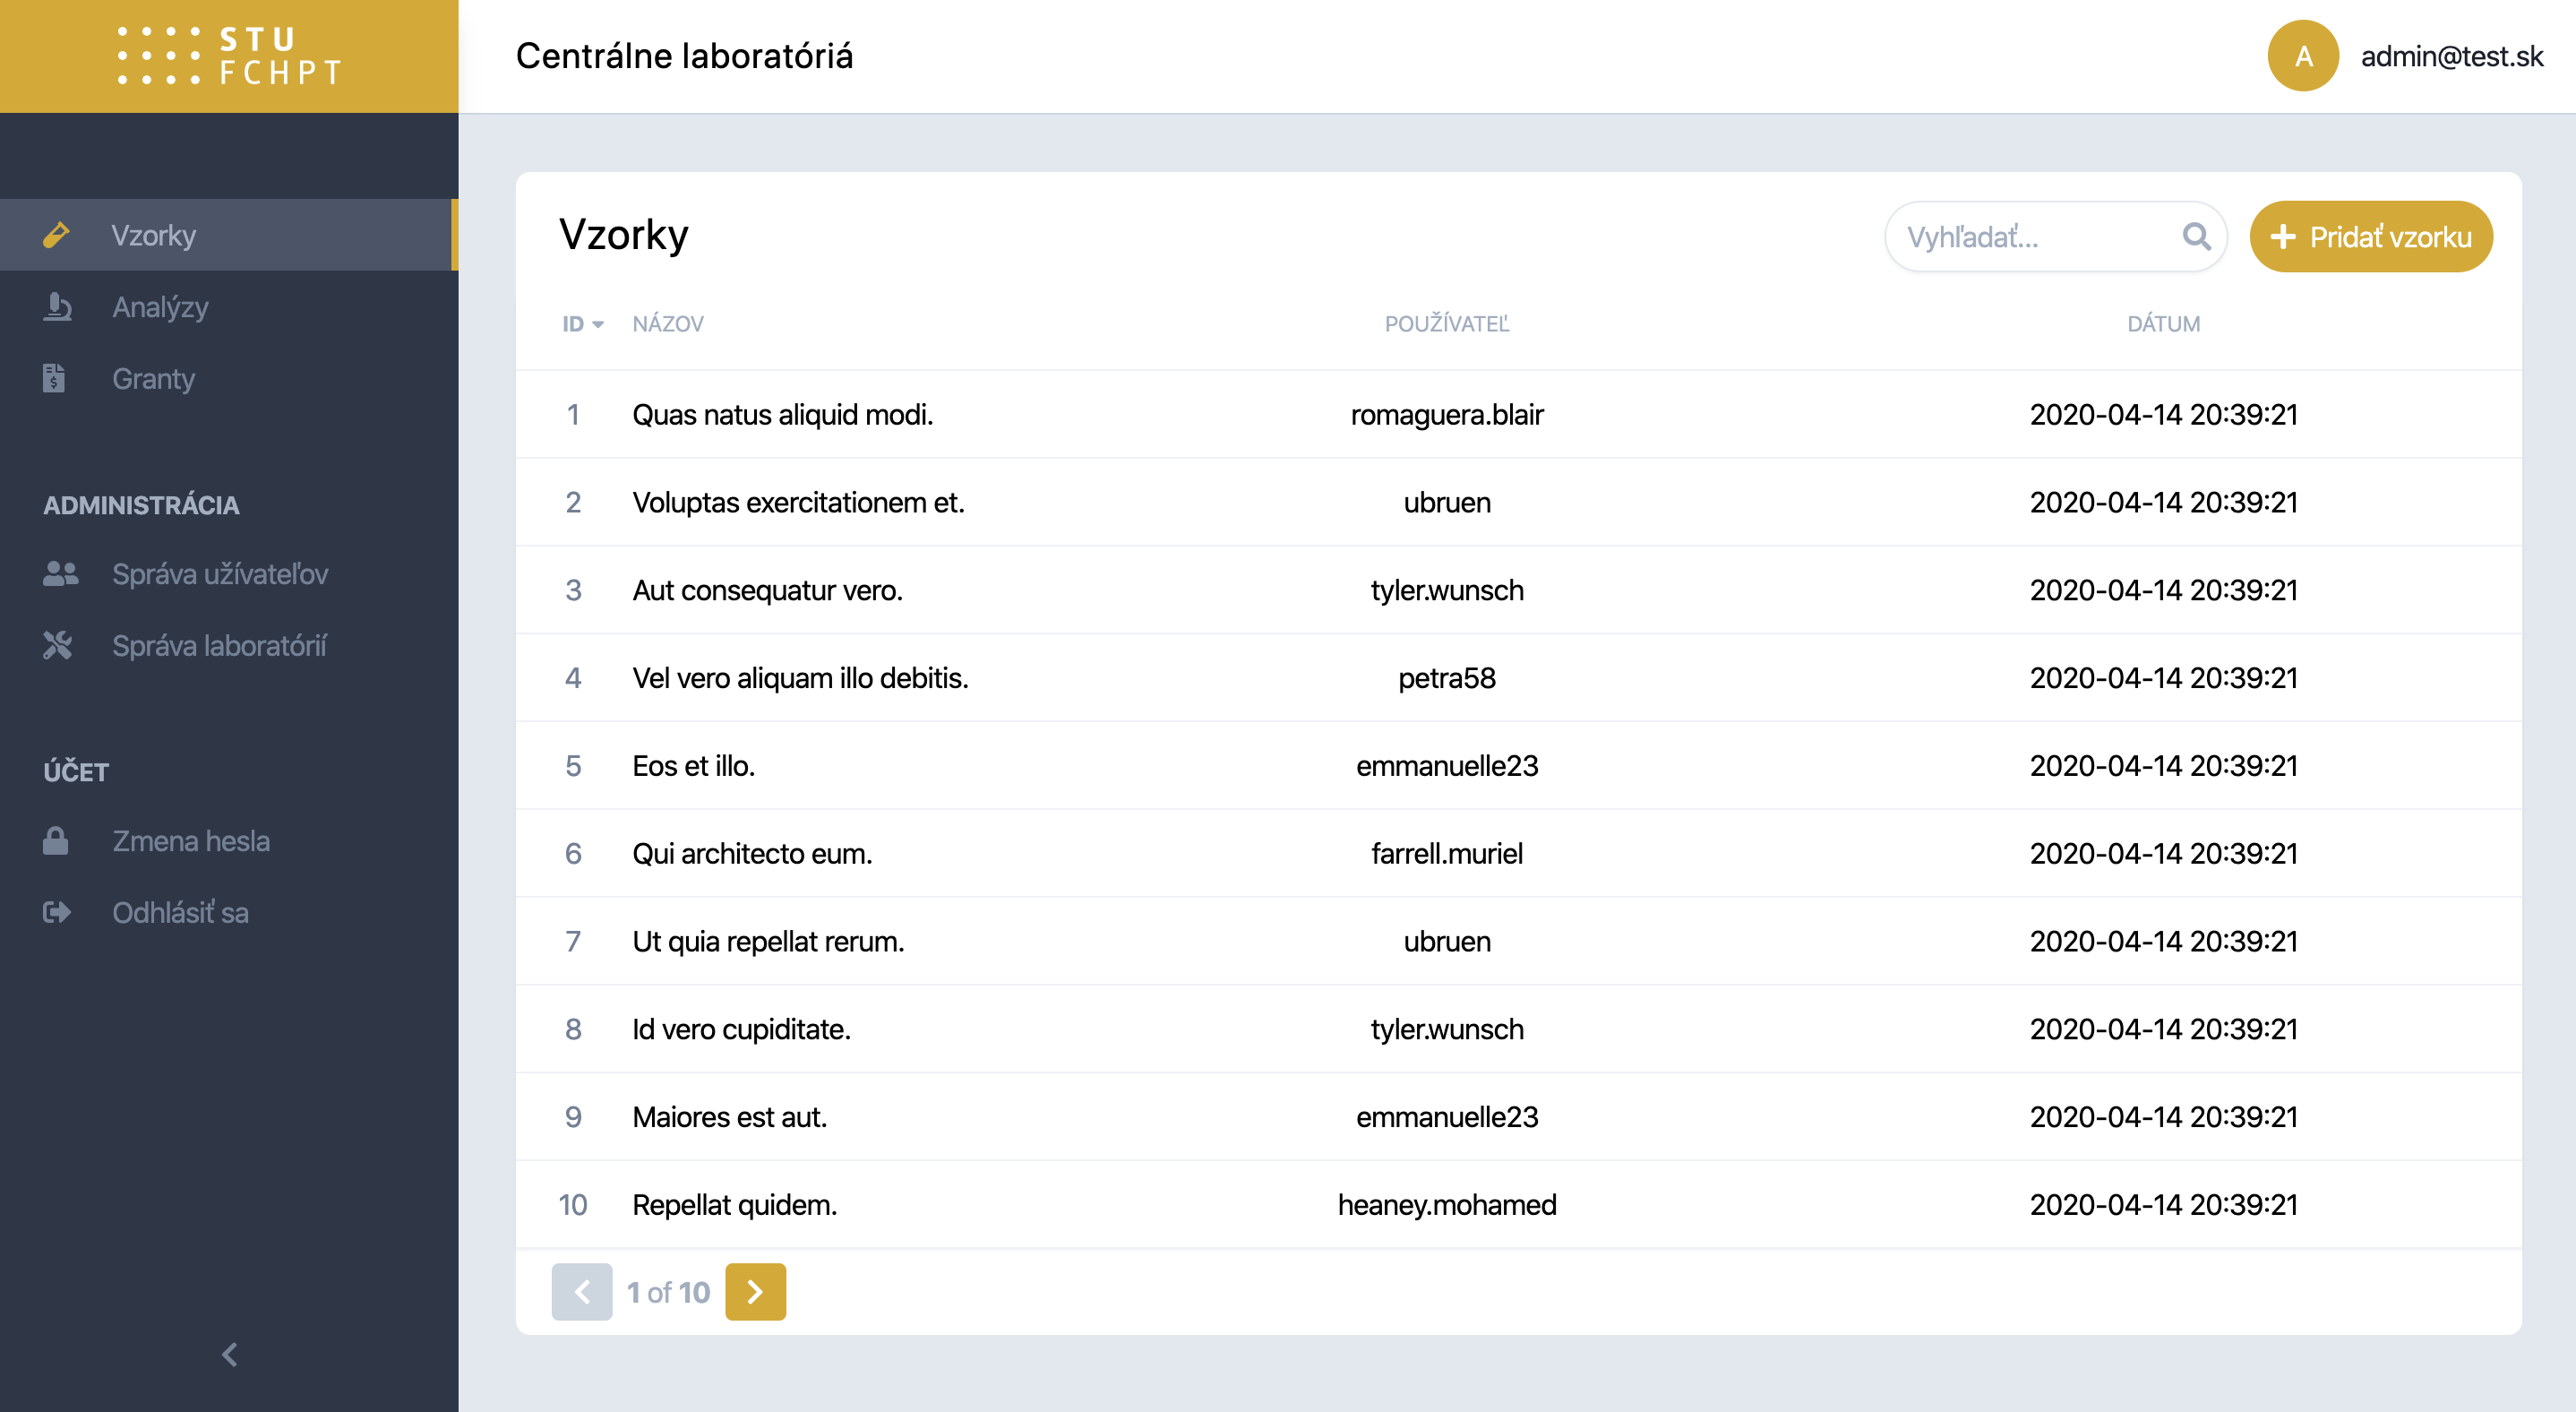 STU
FCHPT
Centrálne laboratóriá
A admin@test.sk
Vzorky
Analýzy
Granty
ADMINISTRÁCIA
Správa užívateľov
Správa laboratórií
ÚČET
Zmena hesla
Odhlásiť sa
Vzorky
Vyhľadať...
Pridať vzorku
ID NÁZOV POUŽÍVATEĽ DÁTUM
1 Quas natus aliquid modi. romaguera.blair 2020-04-14 20:39:21
2 Voluptas exercitationem et. ubruen 2020-04-14 20:39:21
3 Aut consequatur vero. tyler.wunsch 2020-04-14 20:39:21
4 Vel vero aliquam illo debitis. petra58 2020-04-14 20:39:21
5 Eos et illo. emmanuelle23 2020-04-14 20:39:21
6 Qui architecto eum. farrell.muriel 2020-04-14 20:39:21
7 Ut quia repellat rerum. ubruen 2020-04-14 20:39:21
8 Id vero cupiditate. tyler.wunsch 2020-04-14 20:39:21
9 Maiores est aut. emmanuelle23 2020-04-14 20:39:21
10 Repellat quidem. heaney.mohamed 2020-04-14 20:39:21
1 of 10